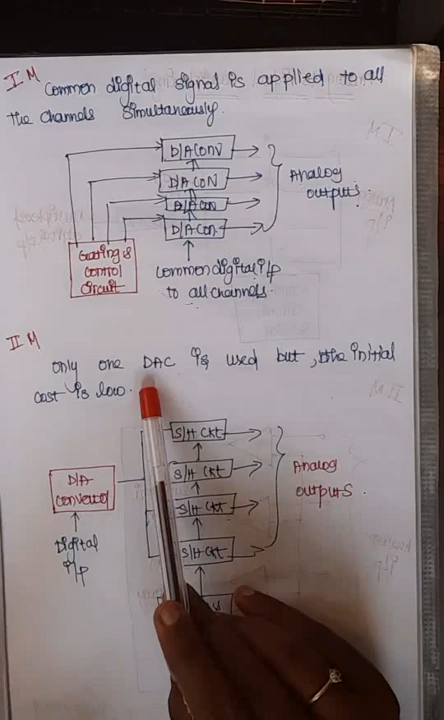 I M Common digital signal is applied to all
the channels simultaneously.
D/A CONV
D/A CON
D/A CON
D/A CON.
Analog
outputs.
Gating &
control
circuit
Common digital i/p
to all channels.
II M
only one DAC is used but, the initial
cost is low.
S/H Ckt
S/H Ckt
S/H Ckt
S/H Ckt
D/A
Convertor
Analog
outputs.
Digital
i/p